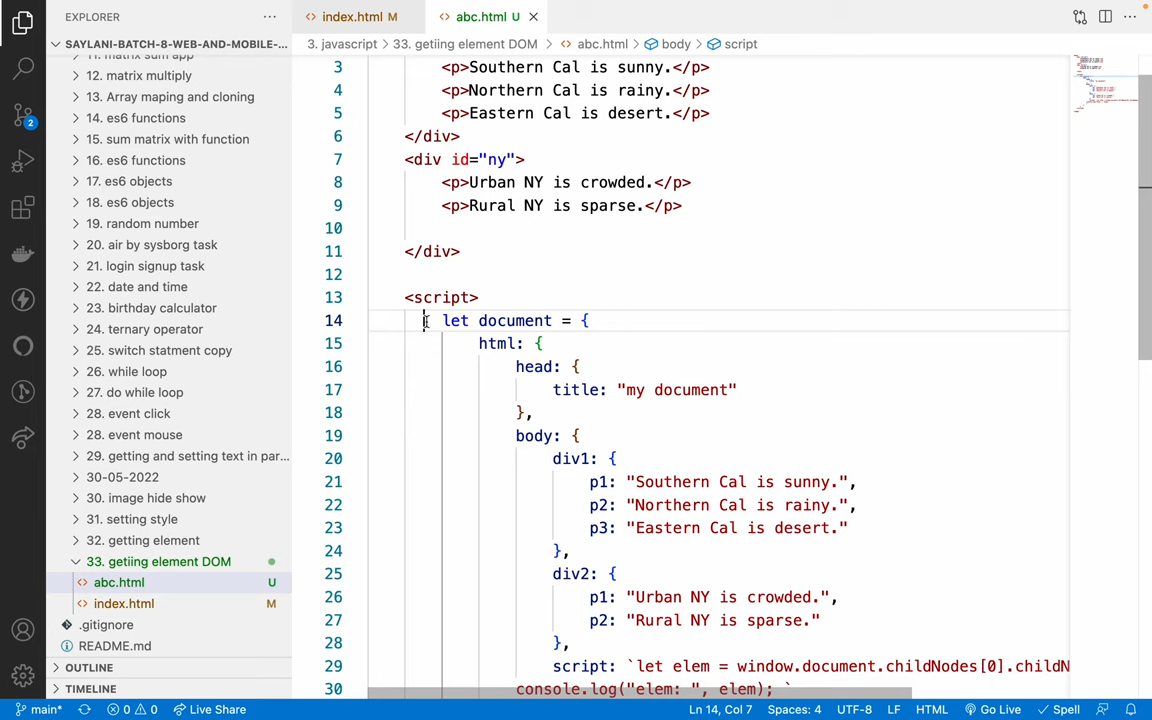 EXPLORER
SAYLANI-BATCH-8-WEB-AND-MOBILE-...
11. matrix sum app
12. matrix multiply
13. Array maping and cloning
14. es6 functions
15. sum matrix with function
16. es6 functions
17. es6 objects
18. es6 objects
19. random number
20. air by sysborg task
21. login signup task
22. date and time
23. birthday calculator
24. ternary operator
25. switch statment copy
26. while loop
27. do while loop
28. event click
28. event mouse
29. getting and setting text in par...
30-05-2022
30. image hide show
31. setting style
32. getting element
33. getiing element DOM
abc.html U
index.html M
.gitignore
README.md
OUTLINE
TIMELINE
2
index.html M
abc.html U
3. javascript > 33. getiing element DOM > abc.html > body > script
3 <p>Southern Cal is sunny.</p>
4 <p>Northern Cal is rainy.</p>
5 <p>Eastern Cal is desert.</p>
6 </div>
7 <div id="ny">
8 <p>Urban NY is crowded.</p>
9 <p>Rural NY is sparse.</p>
10
11 </div>
12
13 <script>
14 let document = {
15 html: {
16 head: {
17 title: "my document"
18 },
19 body: {
20 div1: {
21 p1: "Southern Cal is sunny.",
22 p2: "Northern Cal is rainy.",
23 p3: "Eastern Cal is desert."
24 },
25 div2: {
26 p1: "Urban NY is crowded.",
27 p2: "Rural NY is sparse."
28 },
29 script: `let elem = window.document.childNodes[0].childN
30 console.log("elem: ", elem); `
main* 0 0 Live Share Ln 14, Col 7 Spaces: 4 UTF-8 LF HTML Go Live Spell